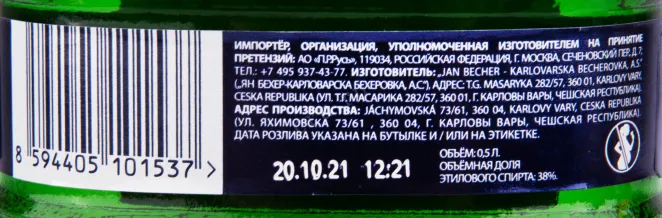 ИМПОРТЁР, ОРГАНИЗАЦИЯ, УПОЛНОМОЧЕННАЯ ИЗГОТОВИТЕЛЕМ НА ПРИНЯТИЕ
ПРЕТЕНЗИЙ: АО «П.Р.Русь», 119034, РОССИЙСКАЯ ФЕДЕРАЦИЯ, Г. МОСКВА, СЕЧЕНОВСКИЙ ПЕР., Д. 7,
ТЕЛ.: +7 495 937-43-77. ИЗГОТОВИТЕЛЬ: „JAN BECHER - KARLOVARSKA BECHEROVKA, A.S“
(„ЯН БЕХЕР-КАРЛОВАРСКА БЕХЕРОВКА, А.С.“), АДРЕС: T.G. MASARYKA 282/57, 360 01, KARLOVY VARY,
CESKA REPUBLIKA (УЛ. Т.Г. МАСАРИКА 282/57, 360 01, Г. КАРЛОВЫ ВАРЫ, ЧЕШСКАЯ РЕСПУБЛИКА).
АДРЕС ПРОИЗВОДСТВА: JÁCHYMOVSKÁ 73/61, 360 04, KARLOVY VARY, CESKA REPUBLIKA
(УЛ. ЯХИМОВСКА 73/61 , 360 04, Г. КАРЛОВЫ ВАРЫ, ЧЕШСКАЯ РЕСПУБЛИКА).
ДАТА РОЗЛИВА УКАЗАНА НА БУТЫЛКЕ И / ИЛИ НА ЭТИКЕТКЕ.
8 594405 101537 >
20.10.21 12:21
ОБЪЁМ: 0,5 Л.
ОБЪЁМНАЯ ДОЛЯ
ЭТИЛОВОГО СПИРТА: 38%.